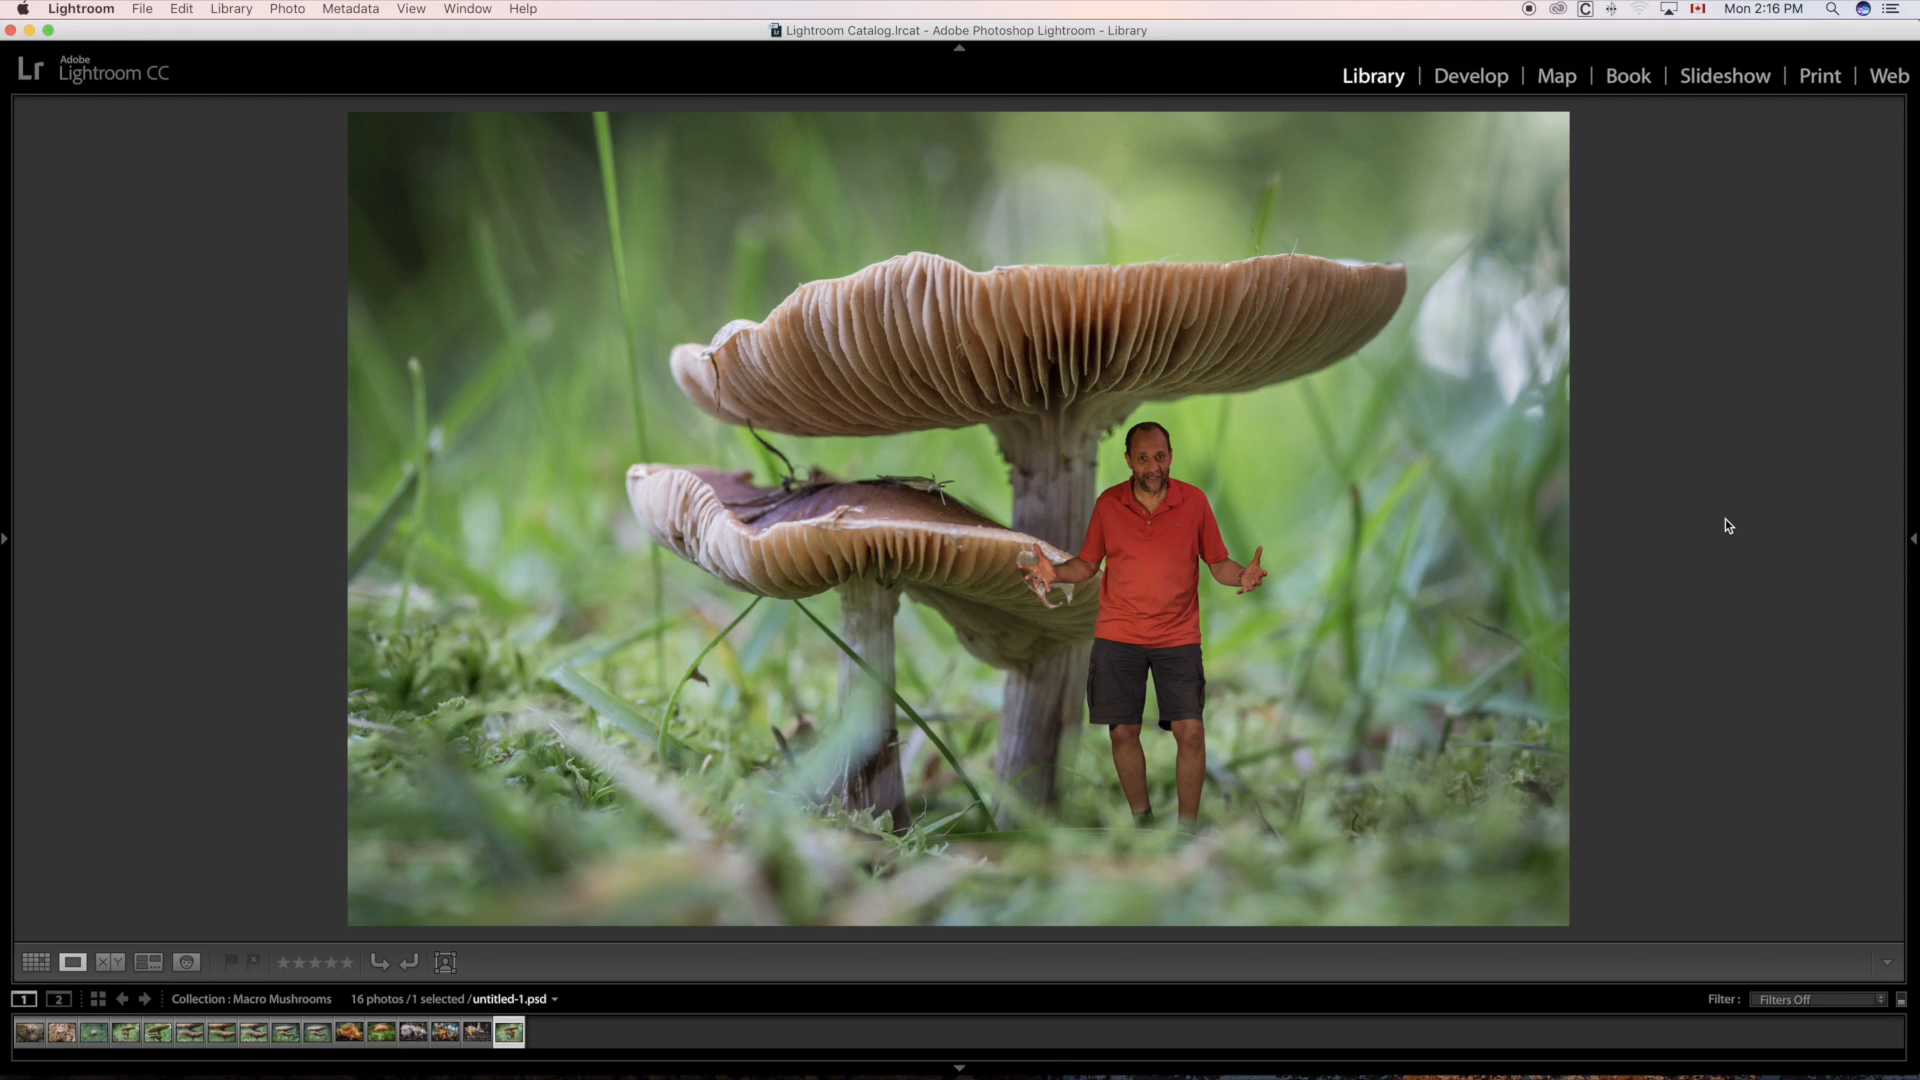 Lightroom File Edit Library Photo Metadata View Window Help Mon 2:16 PM
Lightroom Catalog.lrcat - Adobe Photoshop Lightroom - Library
Lr Adobe
Lightroom CC
Library | Develop | Map | Book | Slideshow | Print | Web
XY
1 2 Collection : Macro Mushrooms 16 photos / 1 selected / untitled-1.psd Filter : Filters Off